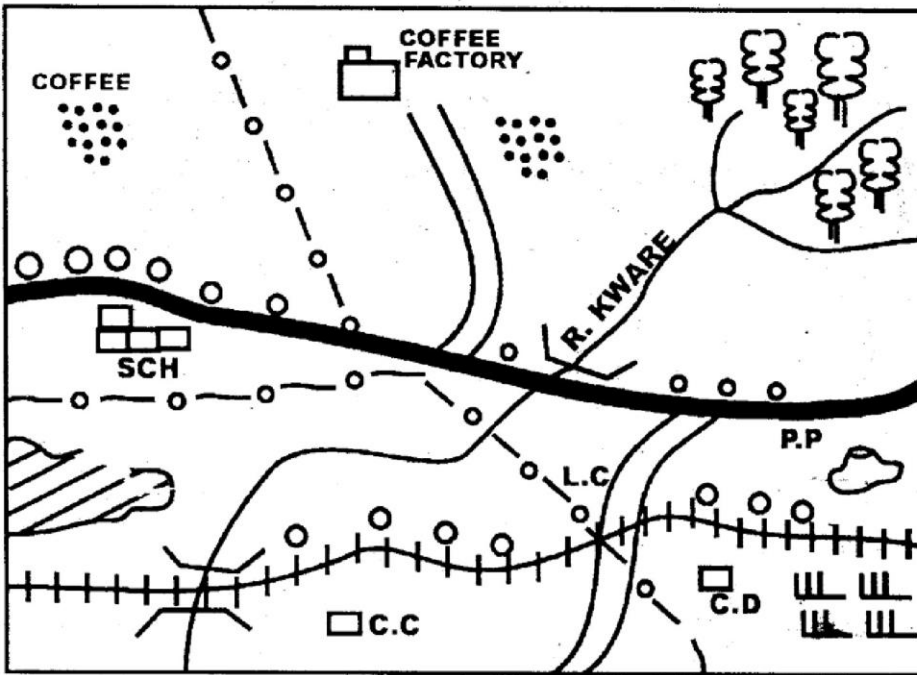 COFFEE
FACTORY
COFFEE
R. KWARE
SCH
P.P
L.C
C.D
C.C